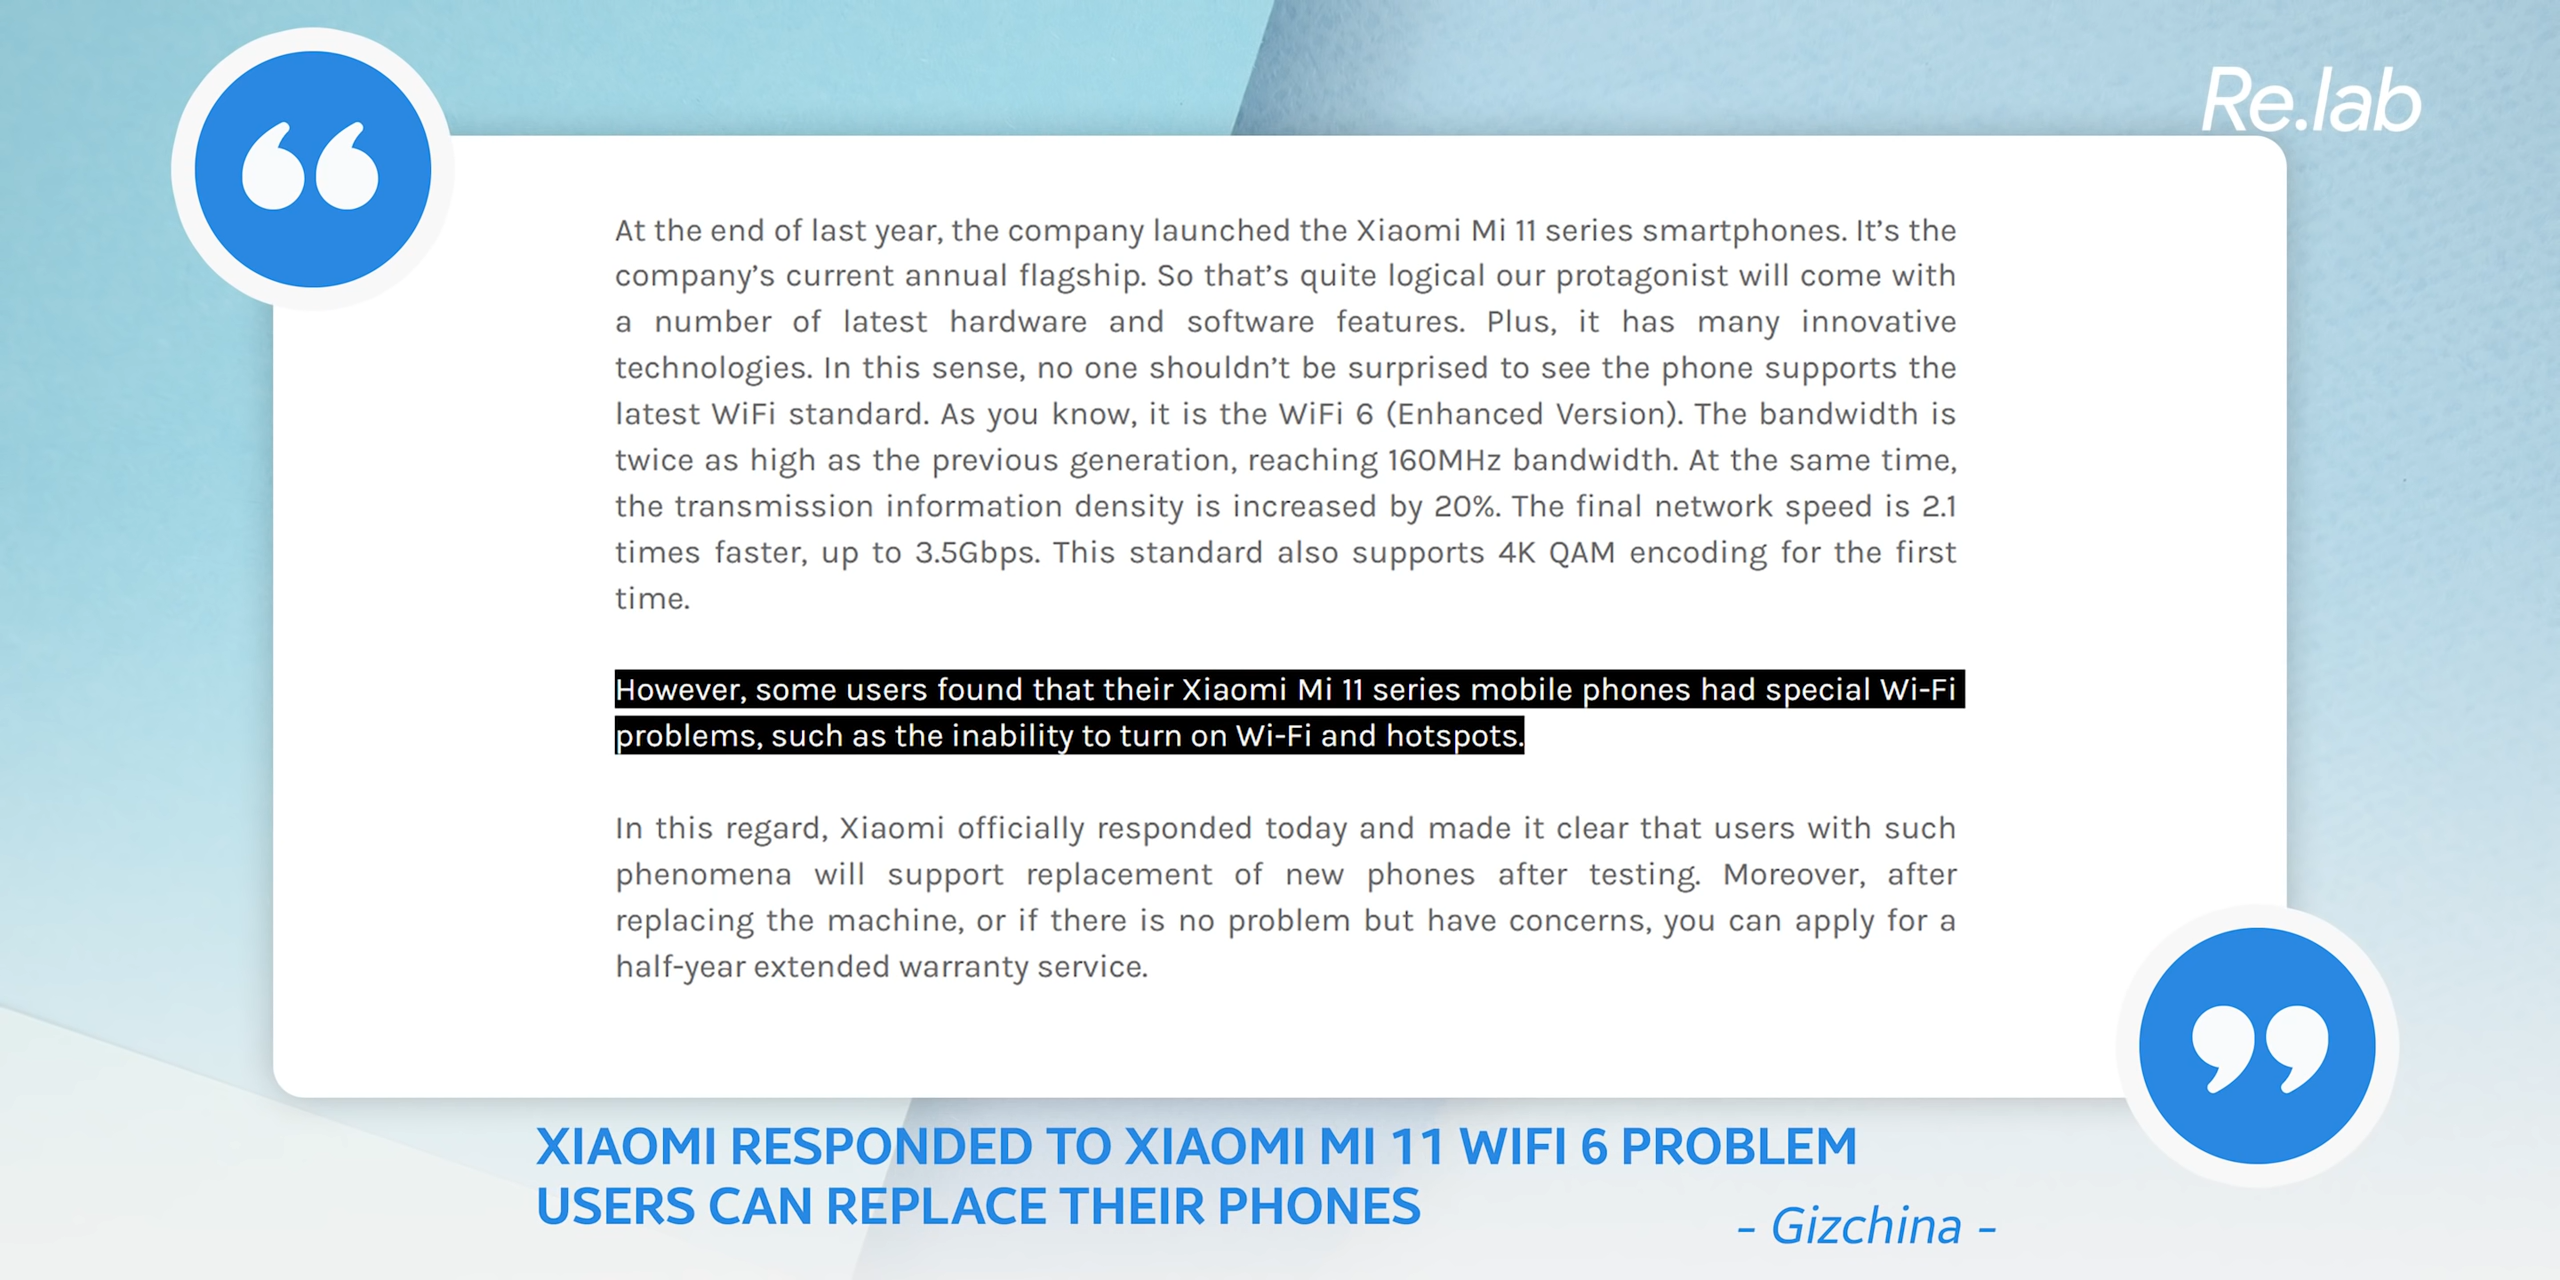 Re.lab
At the end of last year, the company launched the Xiaomi Mi 11 series smartphones. It’s the
company’s current annual flagship. So that’s quite logical our protagonist will come with
a number of latest hardware and software features. Plus, it has many innovative
technologies. In this sense, no one shouldn’t be surprised to see the phone supports the
latest WiFi standard. As you know, it is the WiFi 6 (Enhanced Version). The bandwidth is
twice as high as the previous generation, reaching 160MHz bandwidth. At the same time,
the transmission information density is increased by 20%. The final network speed is 2.1
times faster, up to 3.5Gbps. This standard also supports 4K QAM encoding for the first
time.
However, some users found that their Xiaomi Mi 11 series mobile phones had special Wi-Fi
problems, such as the inability to turn on Wi-Fi and hotspots.
In this regard, Xiaomi officially responded today and made it clear that users with such
phenomena will support replacement of new phones after testing. Moreover, after
replacing the machine, or if there is no problem but have concerns, you can apply for a
half-year extended warranty service.
XIAOMI RESPONDED TO XIAOMI MI 11 WIFI 6 PROBLEM
USERS CAN REPLACE THEIR PHONES
– Gizchina –